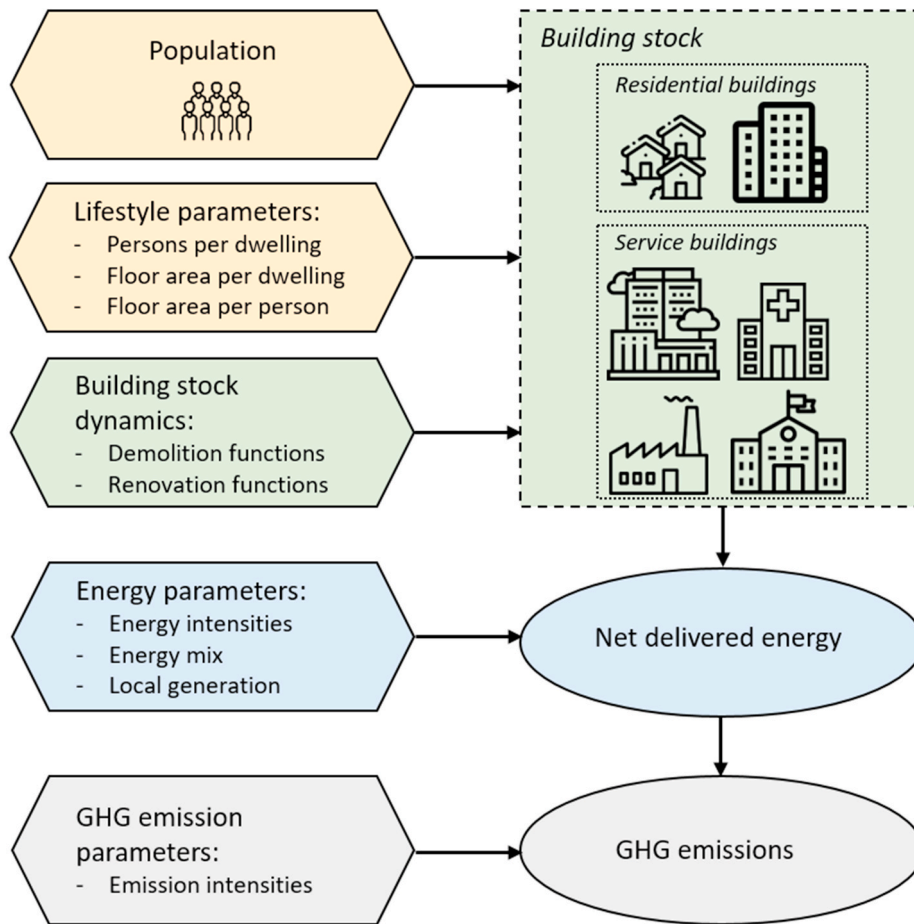 Population
Lifestyle parameters:
- Persons per dwelling
- Floor area per dwelling
- Floor area per person
Building stock
dynamics:
- Demolition functions
- Renovation functions
Energy parameters:
- Energy intensities
- Energy mix
- Local generation
GHG emission
parameters:
- Emission intensities
Building stock
Residential buildings
Service buildings
Net delivered energy
GHG emissions